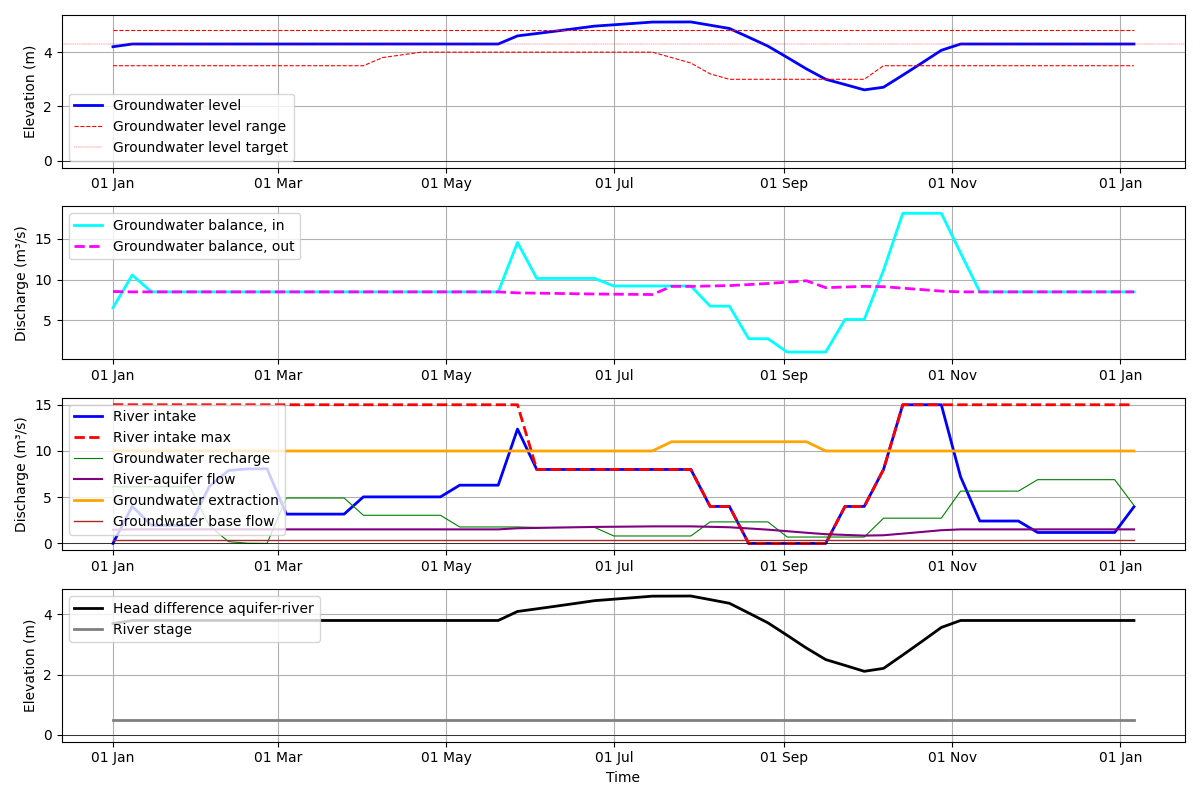 4
2
0
Elevation (m)
Groundwater level
Groundwater level range
Groundwater level target
01 Jan 01 Mar 01 May 01 Jul 01 Sep 01 Nov 01 Jan
15
10
5
Discharge (m³/s)
Groundwater balance, in
Groundwater balance, out
01 Jan 01 Mar 01 May 01 Jul 01 Sep 01 Nov 01 Jan
15
10
5
0
Discharge (m³/s)
River intake
River intake max
Groundwater recharge
River-aquifer flow
Groundwater extraction
Groundwater base flow
01 Jan 01 Mar 01 May 01 Jul 01 Sep 01 Nov 01 Jan
4
2
0
Elevation (m)
Head difference aquifer-river
River stage
01 Jan 01 Mar 01 May 01 Jul 01 Sep 01 Nov 01 Jan
Time